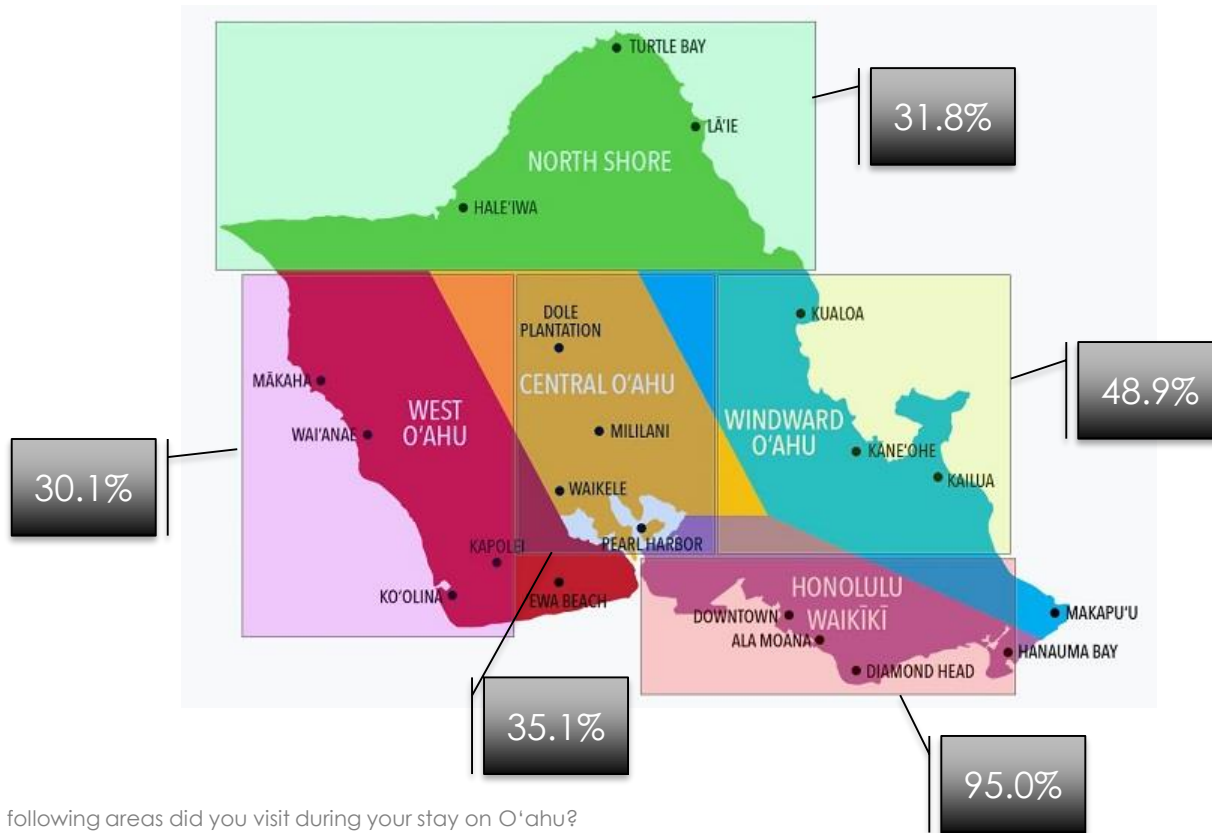 TURTLE BAY
31.8%
LĀ'IE
NORTH SHORE
HALE'IWA
DOLE
PLANTATION
KUALOA
MĀKAHA
CENTRAL O'AHU
48.9%
WEST
O'AHU
WINDWARD
O'AHU
WAI'ANAE
MILILANI
KĀNE'OHE
KAILUA
30.1%
WAIKELE
PEARL HARBOR
KAPOLEI
KO'OLINA
EWA BEACH
HONOLULU
WAIKĪKĪ
DOWNTOWN
ALA MOANA
MAKAPU'U
HANAUMA BAY
DIAMOND HEAD
35.1%
95.0%
following areas did you visit during your stay on O‘ahu?